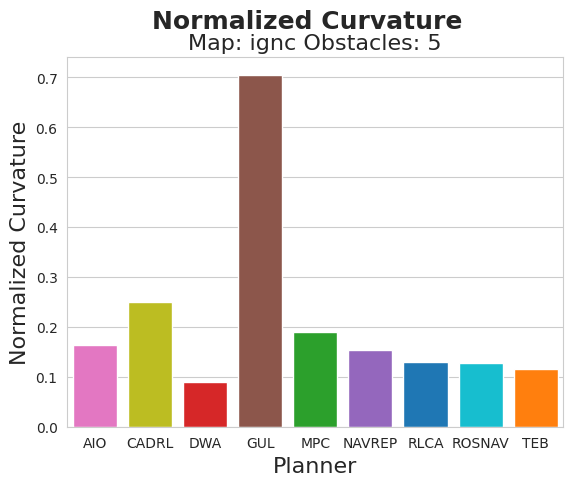 Normalized Curvature
Map: ignc Obstacles: 5
Normalized Curvature
0.7
0.6
0.5
0.4
0.3
0.2
0.1
0.0
AIO CADRL DWA GUL MPC NAVREP RLCA ROSNAV TEB
Planner